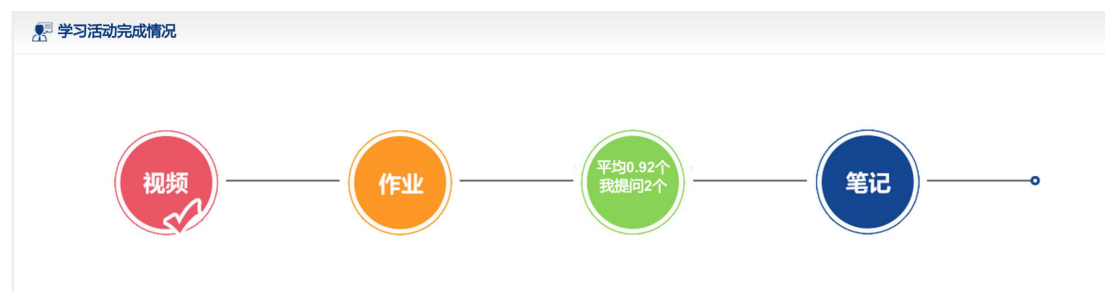 学习活动完成情况
视频
作业
平均0.92个
我提问2个
笔记